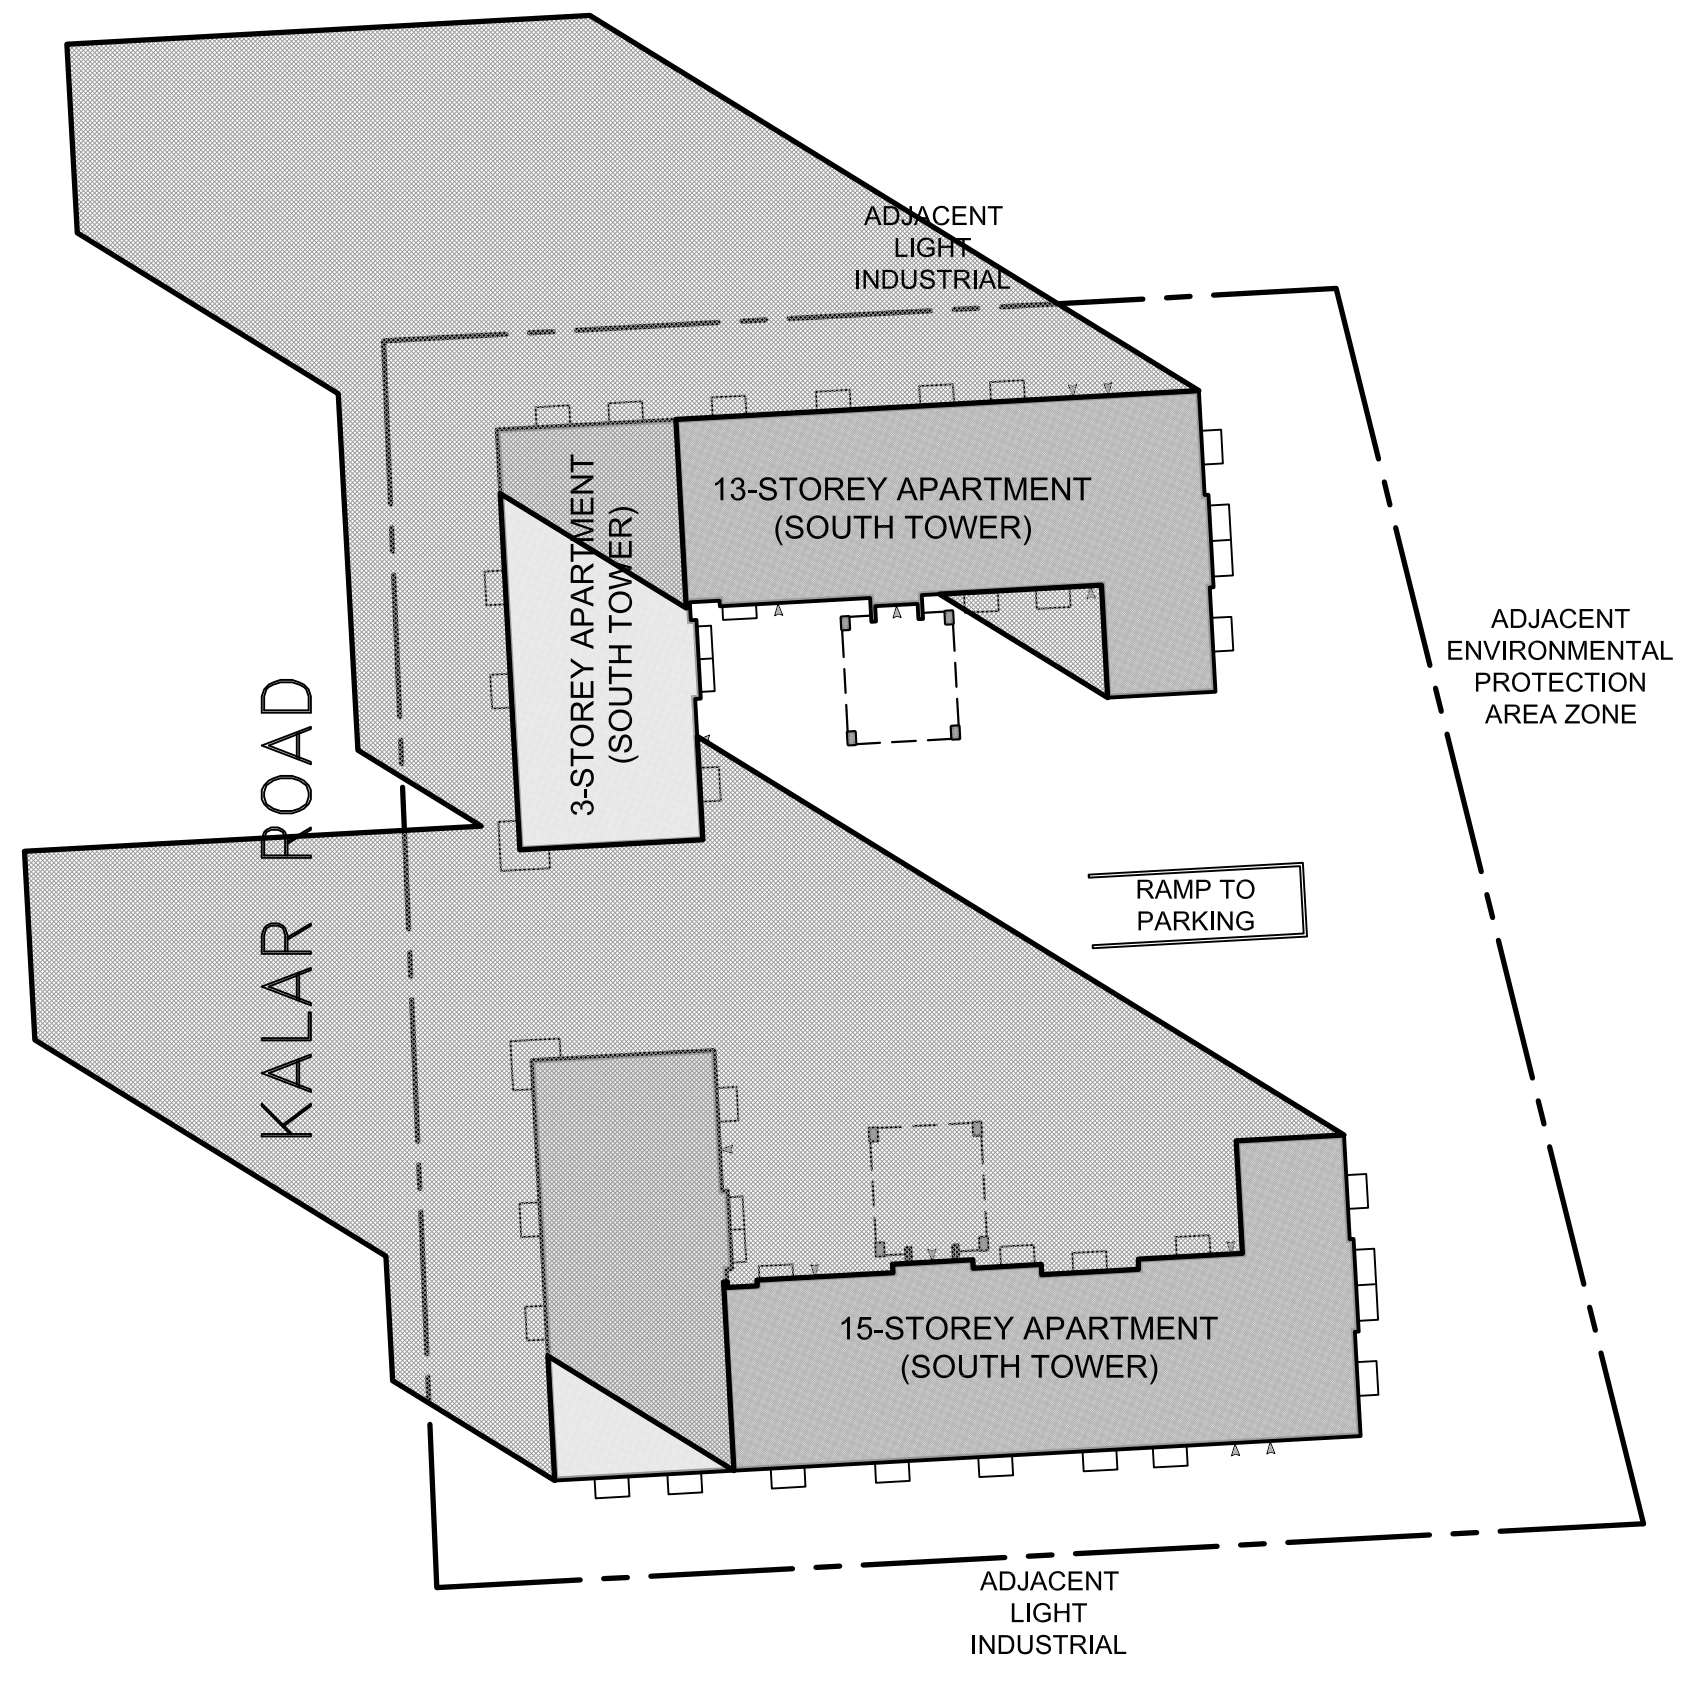 ADJACENT
LIGHT
INDUSTRIAL
13-STOREY APARTMENT
(SOUTH TOWER)
3-STOREY APARTMENT
(SOUTH TOWER)
ADJACENT
ENVIRONMENTAL
PROTECTION
AREA ZONE
KALAR ROAD
RAMP TO
PARKING
15-STOREY APARTMENT
(SOUTH TOWER)
ADJACENT
LIGHT
INDUSTRIAL